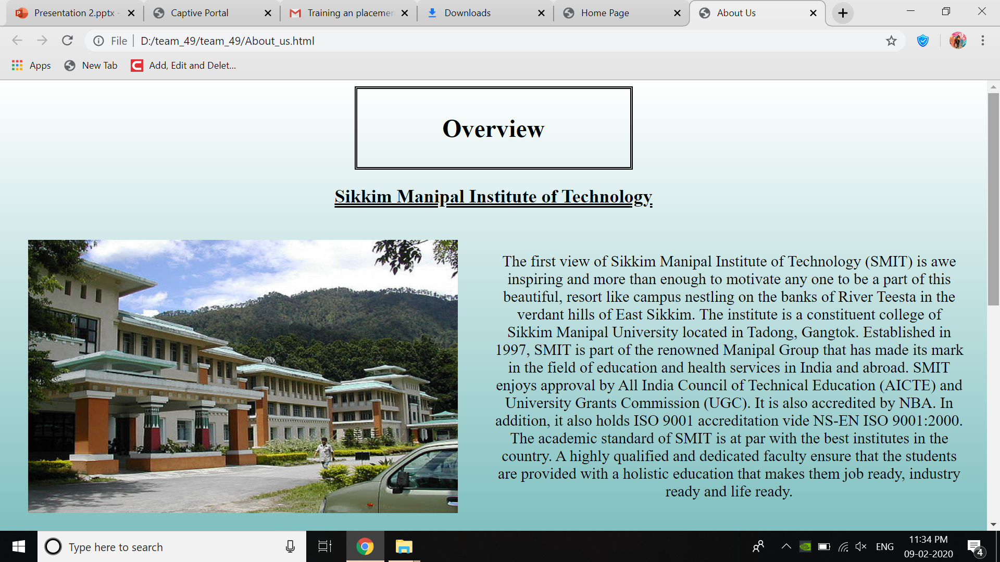 Presentation 2.pptx -
Captive Portal
Training an placemen
Downloads
Home Page
About Us
File
D:/team_49/team_49/About_us.html
Apps
New Tab
Add, Edit and Delet...
Overview
Sikkim Manipal Institute of Technology
The first view of Sikkim Manipal Institute of Technology (SMIT) is awe
inspiring and more than enough to motivate any one to be a part of this
beautiful, resort like campus nestling on the banks of River Teesta in the
verdant hills of East Sikkim. The institute is a constituent college of
Sikkim Manipal University located in Tadong, Gangtok. Established in
1997, SMIT is part of the renowned Manipal Group that has made its mark
in the field of education and health services in India and abroad. SMIT
enjoys approval by All India Council of Technical Education (AICTE) and
University Grants Commission (UGC). It is also accredited by NBA. In
addition, it also holds ISO 9001 accreditation vide NS-EN ISO 9001:2000.
The academic standard of SMIT is at par with the best institutes in the
country. A highly qualified and dedicated faculty ensure that the students
are provided with a holistic education that makes them job ready, industry
ready and life ready.
Type here to search
ENG
11:34 PM
09-02-2020
4